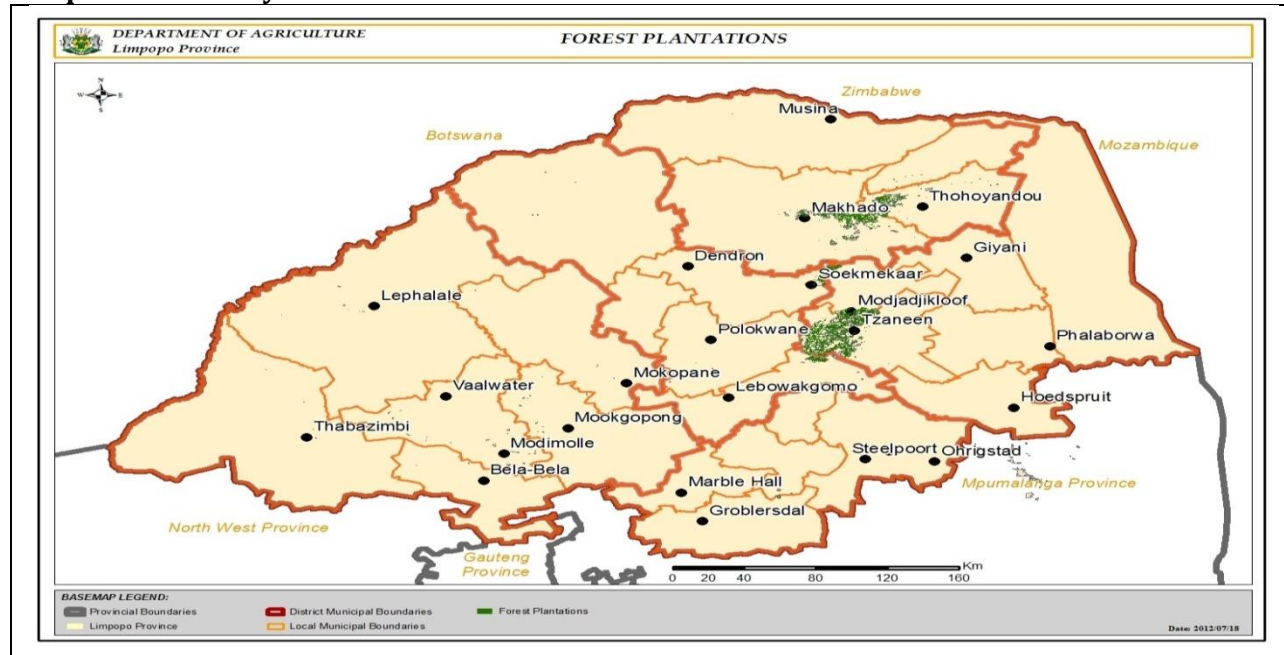 DEPARTMENT OF AGRICULTURE
Limpopo Province
FOREST PLANTATIONS
N
W E
S
Zimbabwe
Musina
Botswana
Mozambique
Makhado
Thohoyandou
Giyani
Dendron
Soekmekaar
Lephalale
Modjadjikloof
Tzaneen
Polokwane
Phalaborwa
Mokopane
Lebowakgomo
Vaalwater
Hoedspruit
Mookgopong
Thabazimbi
Modimolle
Steelpoort
Ohrigstad
Bela-Bela
Marble Hall
Mpumalanga Province
Groblersdal
North West Province
Gauteng
Province
Km
0 20 40 80 120 160
BASEMAP LEGEND:
Provincial Boundaries
District Municipal Boundaries
Forest Plantations
Limpopo Province
Local Municipal Boundaries
Date: 2012/07/18